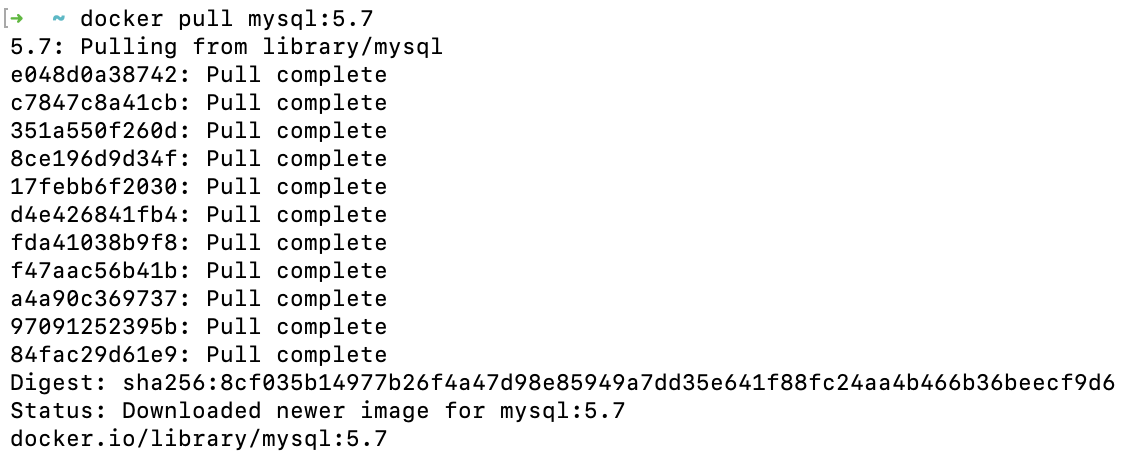 [➜  ~ docker pull mysql:5.7
5.7: Pulling from library/mysql
e048d0a38742: Pull complete
c7847c8a41cb: Pull complete
351a550f260d: Pull complete
8ce196d9d34f: Pull complete
17febb6f2030: Pull complete
d4e426841fb4: Pull complete
fda41038b9f8: Pull complete
f47aac56b41b: Pull complete
a4a90c369737: Pull complete
97091252395b: Pull complete
84fac29d61e9: Pull complete
Digest: sha256:8cf035b14977b26f4a47d98e85949a7dd35e641f88fc24aa4b466b36beecf9d6
Status: Downloaded newer image for mysql:5.7
docker.io/library/mysql:5.7